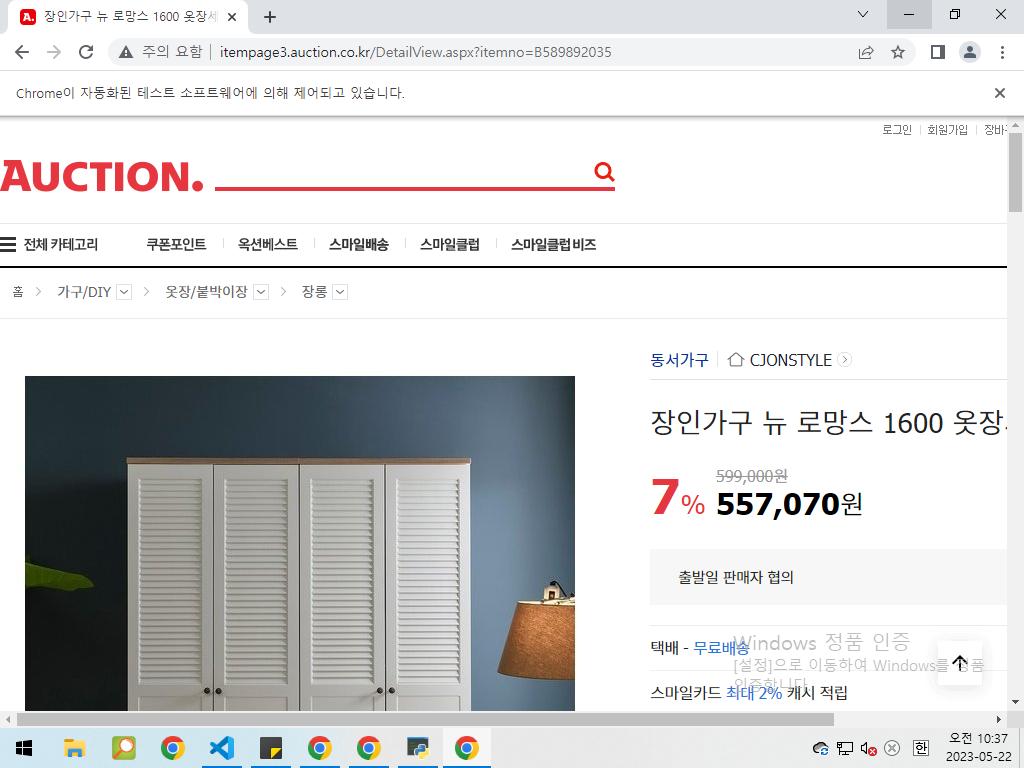 장인가구 뉴 로망스 1600 옷장세
주의 요함 itempage3.auction.co.kr/DetailView.aspx?itemno=B589892035
Chrome이 자동화된 테스트 소프트웨어에 의해 제어되고 있습니다.
로그인 회원가입 장바구
AUCTION.
전체 카테고리 쿠폰포인트 옥션베스트 스마일배송 스마일클럽 스마일클럽 비즈
홈 > 가구/DIY > 옷장/붙박이장 > 장롱
동서가구 CJONSTYLE
장인가구 뉴 로망스 1600 옷장
599,000원
7% 557,070원
출발일 판매자 협의
택배 - 무료배송
Windows 정품 인증
[설정]으로 이동하여 Windows를 정품
인증합니다.
스마일카드 최대 2% 캐시 적립
한
오전 10:37
2023-05-22